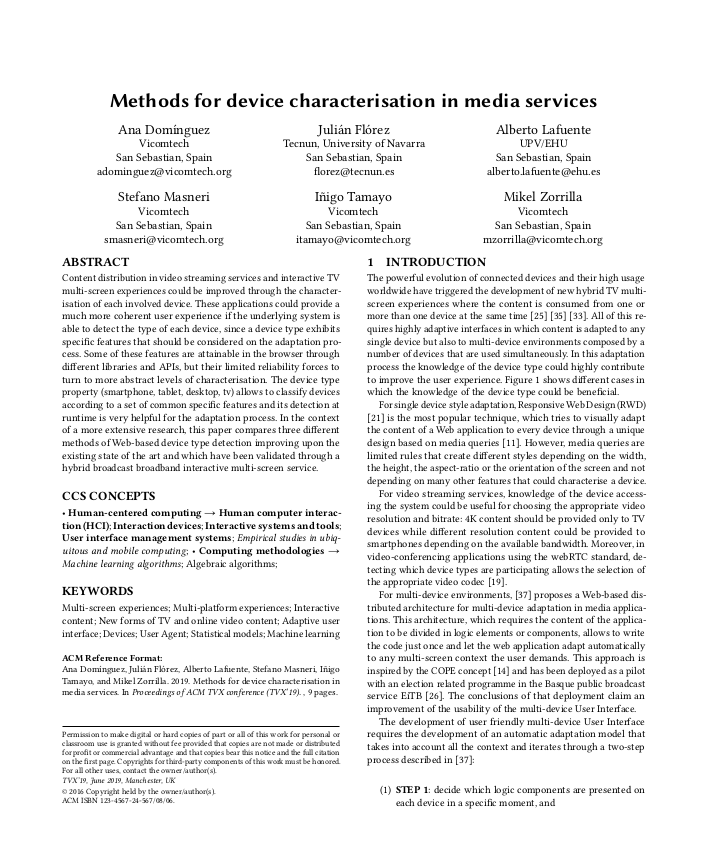 Methods for device characterisation in media services
Ana Domínguez
Vicomtech
San Sebastian, Spain
adominguez@vicomtech.org
Julián Flórez
Tecnun, University of Navarra
San Sebastian, Spain
florez@tecnun.es
Alberto Lafuente
UPV/EHU
San Sebastian, Spain
alberto.lafuente@ehu.es
Stefano Masneri
Vicomtech
San Sebastian, Spain
smasneri@vicomtech.org
Iñigo Tamayo
Vicomtech
San Sebastian, Spain
itamayo@vicomtech.org
Mikel Zorrilla
Vicomtech
San Sebastian, Spain
mzorrilla@vicomtech.org
ABSTRACT
Content distribution in video streaming services and interactive TV
multi-screen experiences could be improved through the character-
isation of each involved device. These applications could provide a
much more coherent user experience if the underlying system is
able to detect the type of each device, since a device type exhibits
specific features that should be considered on the adaptation pro-
cess. Some of these features are attainable in the browser through
different libraries and APIs, but their limited reliability forces to
turn to more abstract levels of characterisation. The device type
property (smartphone, tablet, desktop, tv) allows to classify devices
according to a set of common specific features and its detection at
runtime is very helpful for the adaptation process. In the context
of a more extensive research, this paper compares three different
methods of Web-based device type detection improving upon the
existing state of the art and which have been validated through a
hybrid broadcast broadband interactive multi-screen service.
CCS CONCEPTS
• Human-centered computing → Human computer interac-
tion (HCI); Interaction devices; Interactive systems and tools;
User interface management systems; Empirical studies in ubiq-
uitous and mobile computing; • Computing methodologies →
Machine learning algorithms; Algebraic algorithms;
KEYWORDS
Multi-screen experiences; Multi-platform experiences; Interactive
content; New forms of TV and online video content; Adaptive user
interface; Devices; User Agent; Statistical models; Machine learning
ACM Reference Format:
Ana Domínguez, Julián Flórez, Alberto Lafuente, Stefano Masneri, Iñigo
Tamayo, and Mikel Zorrilla. 2019. Methods for device characterisation in
media services. In Proceedings of ACM TVX conference (TVX'19). , 9 pages.
Permission to make digital or hard copies of part or all of this work for personal or
classroom use is granted without fee provided that copies are not made or distributed
for profit or commercial advantage and that copies bear this notice and the full citation
on the first page. Copyrights for third-party components of this work must be honored.
For all other uses, contact the owner/author(s).
TVX'19, June 2019, Manchester, UK
© 2016 Copyright held by the owner/author(s).
ACM ISBN 123-4567-24-567/08/06.
1 INTRODUCTION
The powerful evolution of connected devices and their high usage
worldwide have triggered the development of new hybrid TV multi-
screen experiences where the content is consumed from one or
more than one device at the same time [25] [35] [33]. All of this re-
quires highly adaptive interfaces in which content is adapted to any
single device but also to multi-device environments composed by a
number of devices that are used simultaneously. In this adaptation
process the knowledge of the device type could highly contribute
to improve the user experience. Figure 1 shows different cases in
which the knowledge of the device type could be beneficial.
For single device style adaptation, Responsive Web Design (RWD)
[21] is the most popular technique, which tries to visually adapt
the content of a Web application to every device through a unique
design based on media queries [11]. However, media queries are
limited rules that create different styles depending on the width,
the height, the aspect-ratio or the orientation of the screen and not
depending on many other features that could characterise a device.
For video streaming services, knowledge of the device access-
ing the system could be useful for choosing the appropriate video
resolution and bitrate: 4K content should be provided only to TV
devices while different resolution content could be provided to
smartphones depending on the available bandwidth. Moreover, in
video-conferencing applications using the webRTC standard, de-
tecting which device types are participating allows the selection of
the appropriate video codec [19].
For multi-device environments, [37] proposes a Web-based dis-
tributed architecture for multi-device adaptation in media applica-
tions. This architecture, which requires the content of the applica-
tion to be divided in logic elements or components, allows to write
the code just once and let the web application adapt automatically
to any multi-screen context the user demands. This approach is
inspired by the COPE concept [14] and has been deployed as a pilot
with an election related programme in the Basque public broadcast
service EiTB [26]. The conclusions of that deployment claim an
improvement of the usability of the multi-device User Interface.
The development of user friendly multi-device User Interface
requires the development of an automatic adaptation model that
takes into account all the context and iterates through a two-step
process described in [37]:
(1) STEP 1: decide which logic components are presented on
each device in a specific moment, and